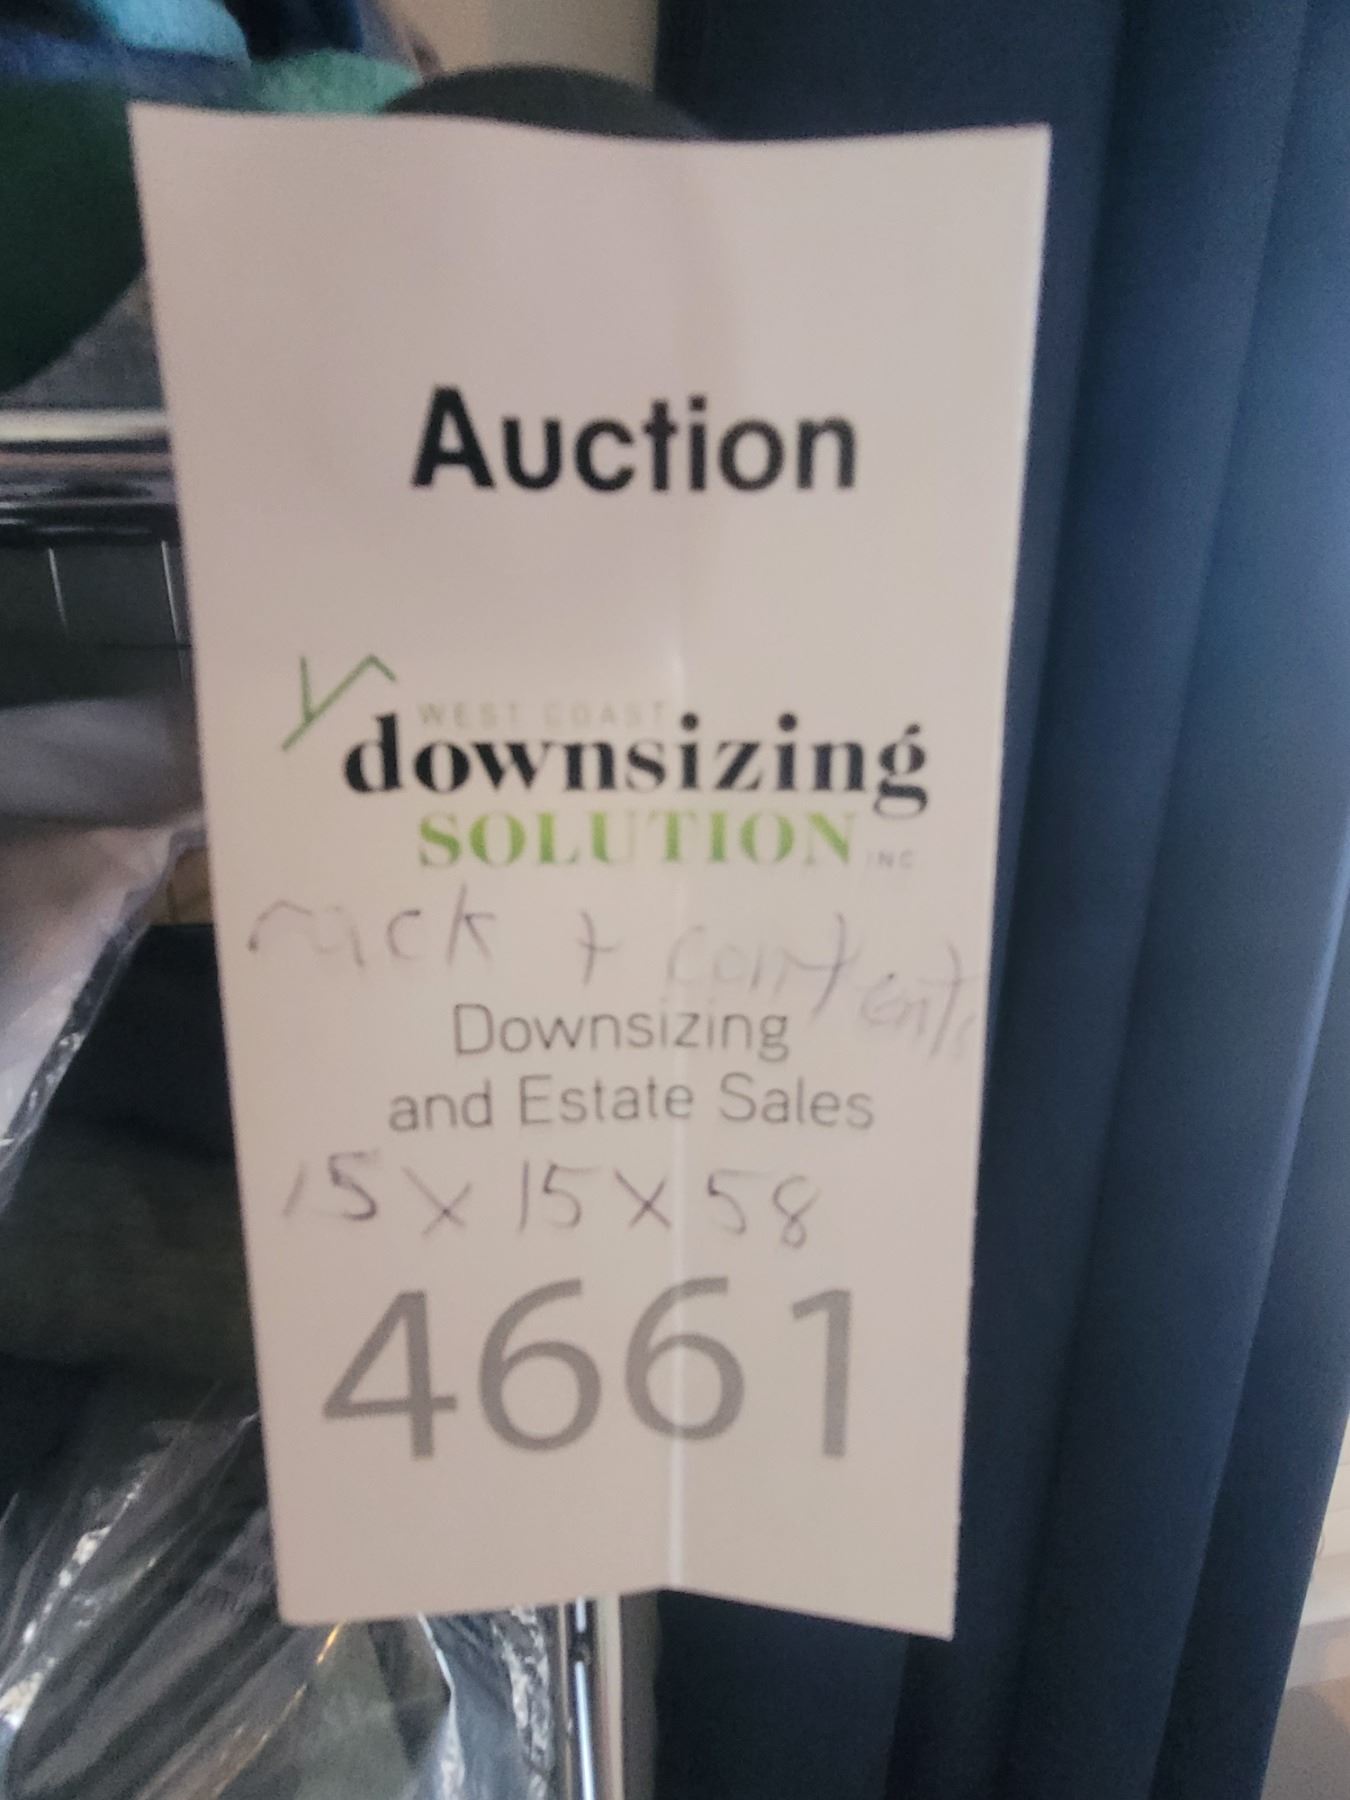 Auction
WEST COAST
downsizing
SOLUTION INC
rack + contents
Downsizing
and Estate Sales
15 x 15 x 58
4661